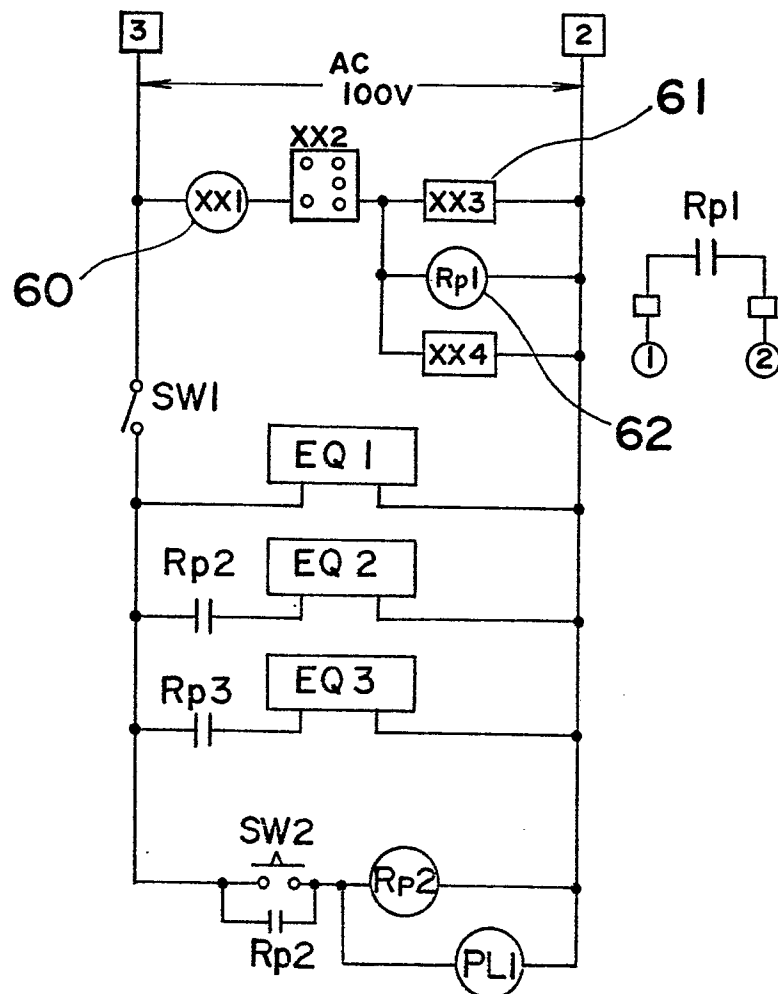 3
2
AC
100V
61
XX2
XX1
XX3
Rp1
60
Rp1
1
2
XX4
62
SW1
EQ 1
Rp2
EQ 2
Rp3
EQ 3
SW2
Rp2
Rp2
PL1